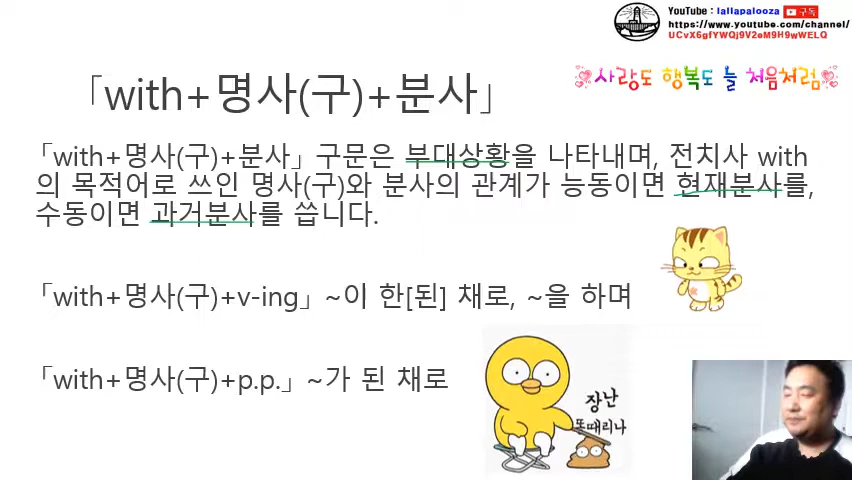 YouTube : lallapalooza 구독
https://www.youtube.com/channel/
UCvX6gfYWQj9V2eM9H9wWELQ
사랑도 행복도 늘 처음처럼
「with+명사(구)+분사」
「with+명사(구)+분사」구문은 부대상황을 나타내며, 전치사 with
의 목적어로 쓰인 명사(구)와 분사의 관계가 능동이면 현재분사를,
수동이면 과거분사를 씁니다.
「with+명사(구)+v-ing」~이 한[된] 채로, ~을 하며
「with+명사(구)+p.p.」~가 된 채로
장난
똥때리나